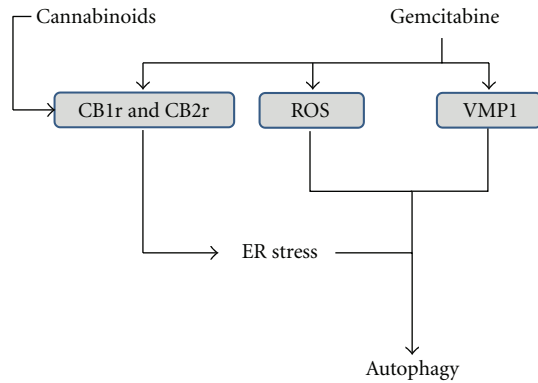 Cannabinoids
Gemcitabine
CB1r and CB2r
ROS
VMP1
ER stress
Autophagy